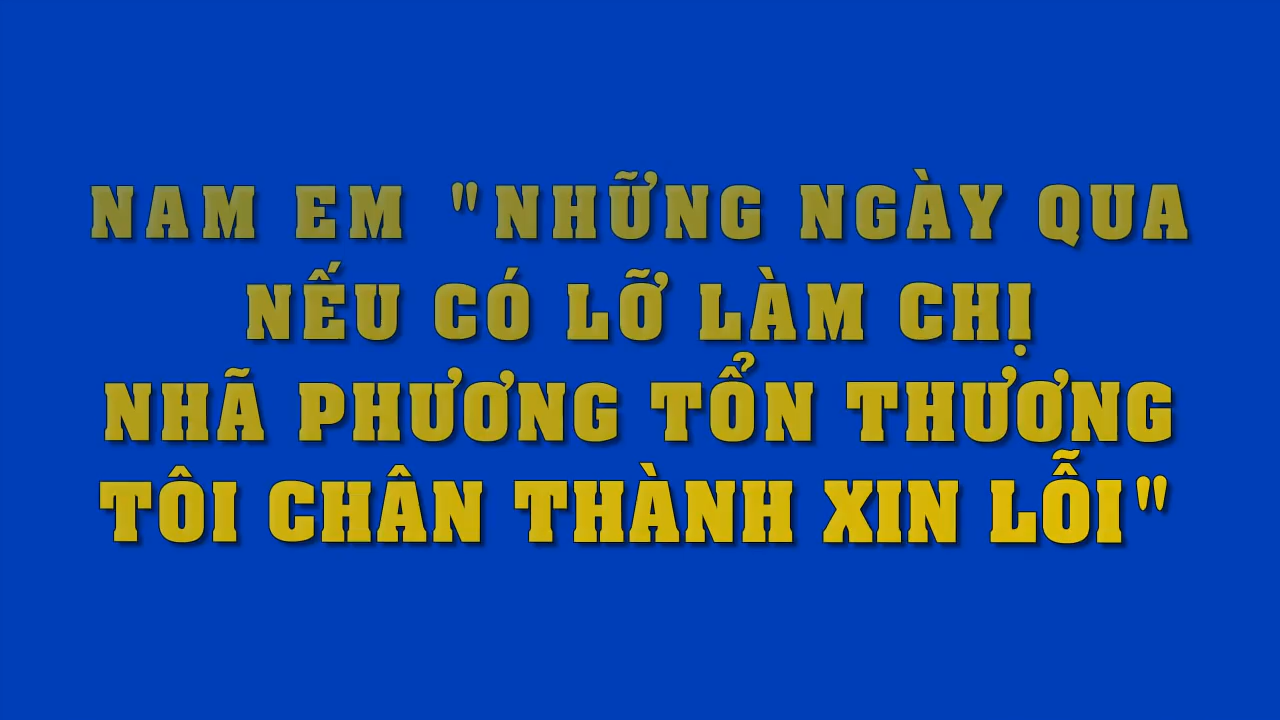 NAM EM "NHỮNG NGÀY QUA
NẾU CÓ LỠ LÀM CHỊ
NHÃ PHƯƠNG TỔN THƯƠNG
TÔI CHÂN THÀNH XIN LỖI"